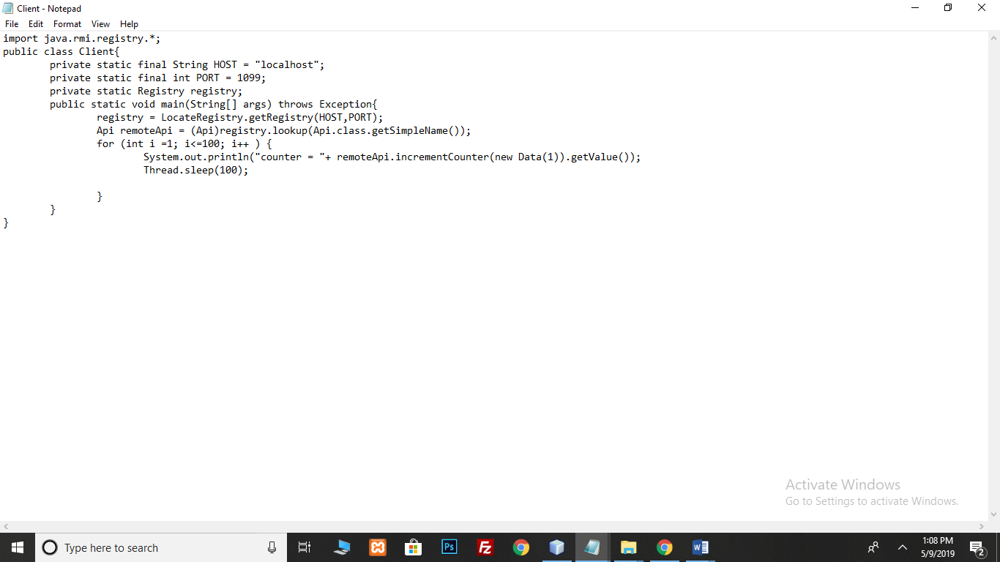 Client - Notepad
File Edit Format View Help
import java.rmi.registry.*;
public class Client{
        private static final String HOST = "localhost";
        private static final int PORT = 1099;
        private static Registry registry;
        public static void main(String[] args) throws Exception{
                registry = LocateRegistry.getRegistry(HOST,PORT);
                Api remoteApi = (Api)registry.lookup(Api.class.getSimpleName());
                for (int i =1; i<=100; i++ ) {
                        System.out.println("counter = "+ remoteApi.incrementCounter(new Data(1)).getValue());
                        Thread.sleep(100);
                }
        }
}
Activate Windows
Go to Settings to activate Windows.
Type here to search
Ps
Fz
W
1:08 PM
5/9/2019
2